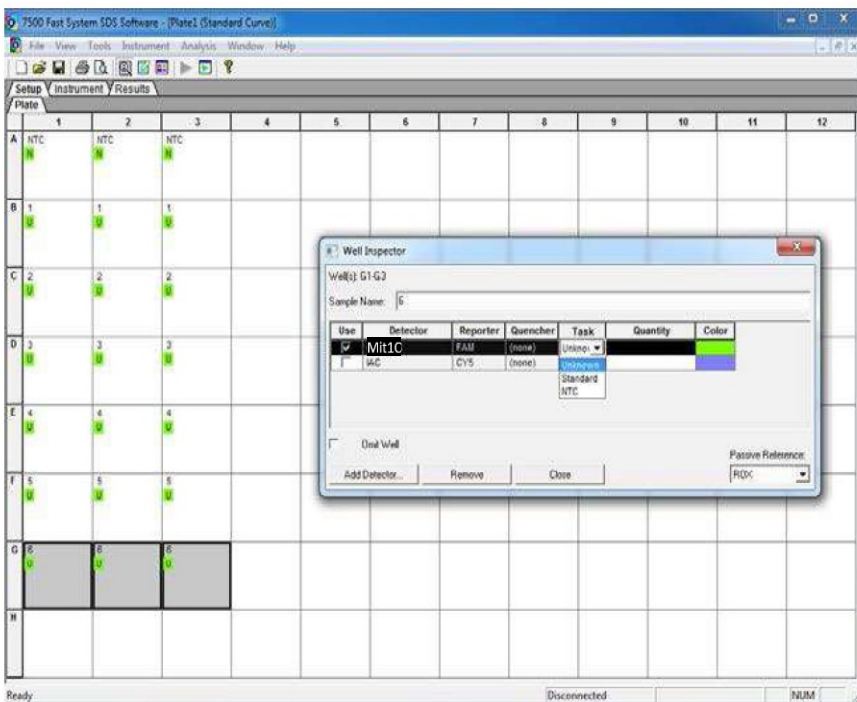 7500 Fast System SDS Software - [Plate1 (Standard Curve)]
File View Tools Instrument Analysis Window Help
Setup Instrument Results
Plate
1 2 3 4 5 6 7 8 9 10 11 12
A NTC NTC NTC
N N N
B 1 1 1
U U U
C 2 2 2
U U U
D 3 3 3
U U U
E 4 4 4
U U U
F 5 5 5
U U U
G 6 6 6
U U U
H
Well Inspector
Well(s): G1-G3
Sample Name: 6
Use Detector Reporter Quencher Task Quantity Color
Mit1C FAM (none) Unkno
IAC CY5 (none) Unknown
Standard
NTC
Omit Well
Passive Reference:
Add Detector... Remove Close ROX
Ready Disconnected NUM